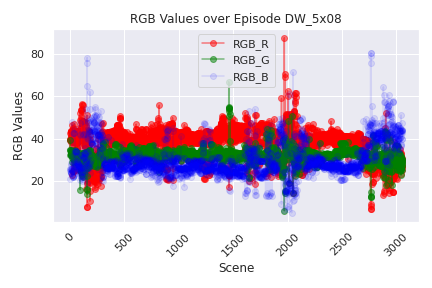 RGB Values over Episode DW_5x08
RGB Values
80
60
40
20
RGB_R
RGB_G
RGB_B
0
500
1000
1500
2000
2500
3000
Scene